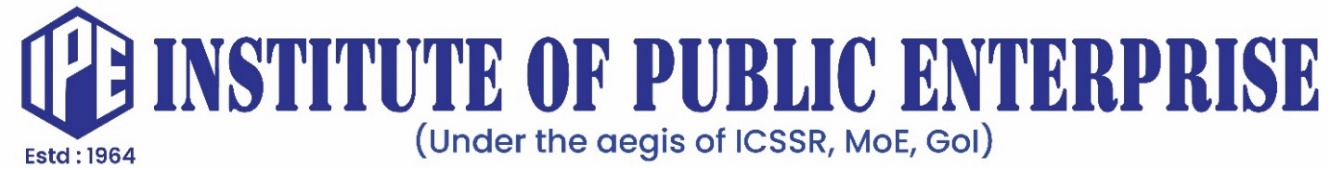 IPE INSTITUTE OF PUBLIC ENTERPRISE
(Under the aegis of ICSSR, MoE, GoI)
Estd : 1964